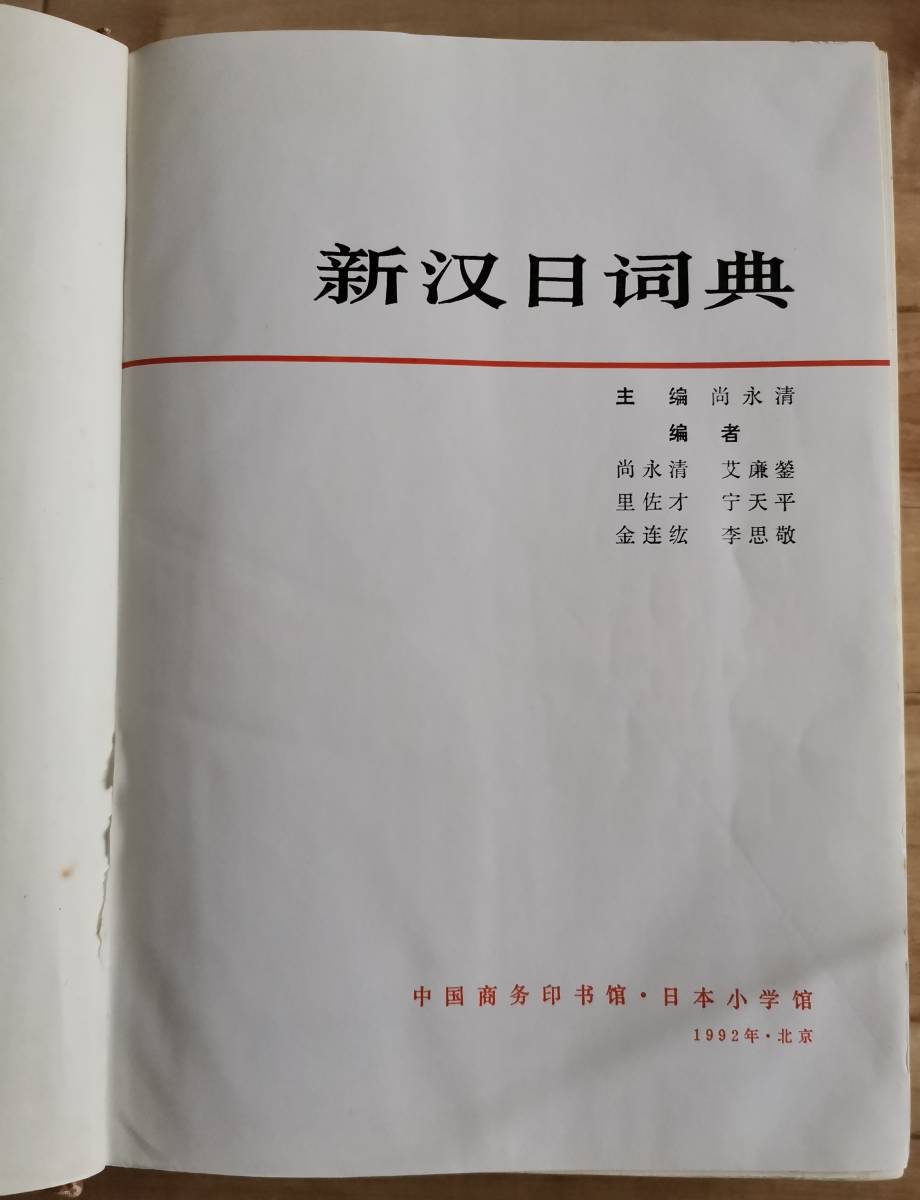 新汉日词典
主 编 尚永清
编 者
尚永清 艾廉鎣
里佐才 宁天平
金连纮 李思敬
中国商务印书馆·日本小学馆
1992年·北京